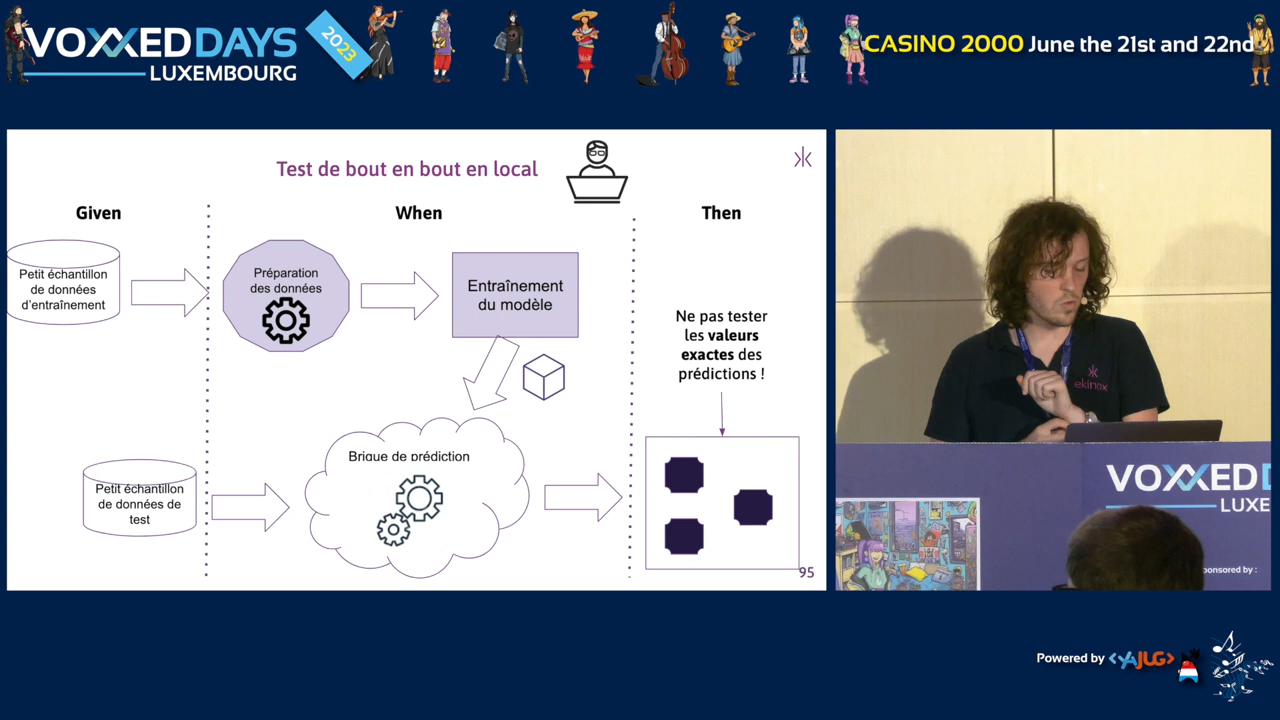 VOXXED DAYS
2023
LUXEMBOURG
CASINO 2000 June the 21st and 22nd
Test de bout en bout en local
Given
When
Then
Petit échantillon
de données
d'entraînement
Préparation
des données
Entraînement
du modèle
Ne pas tester
les valeurs
exactes des
prédictions !
Brique de prédiction
Petit échantillon
de données de
test
95
ekinox
VOXXED D
LUXE
ponsored by :
Powered by <YAJUG>